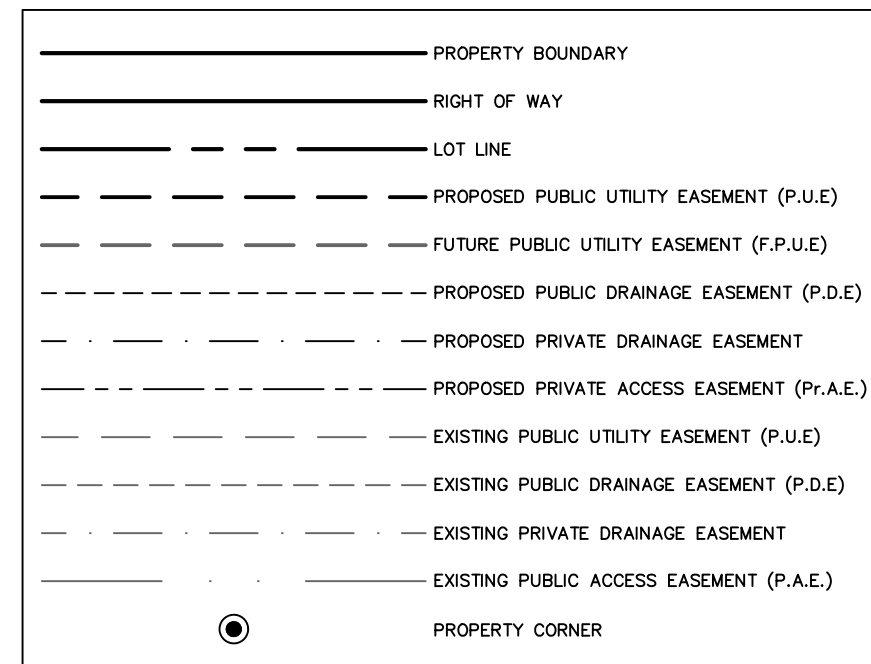 PROPERTY BOUNDARY
RIGHT OF WAY
LOT LINE
PROPOSED PUBLIC UTILITY EASEMENT (P.U.E)
FUTURE PUBLIC UTILITY EASEMENT (F.P.U.E)
PROPOSED PUBLIC DRAINAGE EASEMENT (P.D.E)
PROPOSED PRIVATE DRAINAGE EASEMENT
PROPOSED PRIVATE ACCESS EASEMENT (Pr.A.E.)
EXISTING PUBLIC UTILITY EASEMENT (P.U.E)
EXISTING PUBLIC DRAINAGE EASEMENT (P.D.E)
EXISTING PRIVATE DRAINAGE EASEMENT
EXISTING PUBLIC ACCESS EASEMENT (P.A.E.)
PROPERTY CORNER